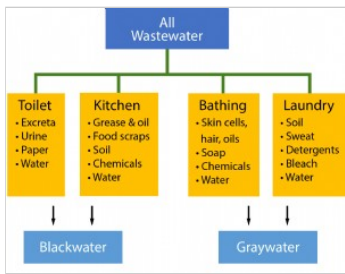 All
Wastewater
Toilet
• Excreta
• Urine
• Paper
• Water
Kitchen
• Grease & oil
• Food scraps
• Soil
• Chemicals
• Water
Bathing
• Skin cells,
hair, oils
• Soap
• Chemicals
• Water
Laundry
• Soil
• Sweat
• Detergents
• Bleach
• Water
Blackwater
Graywater